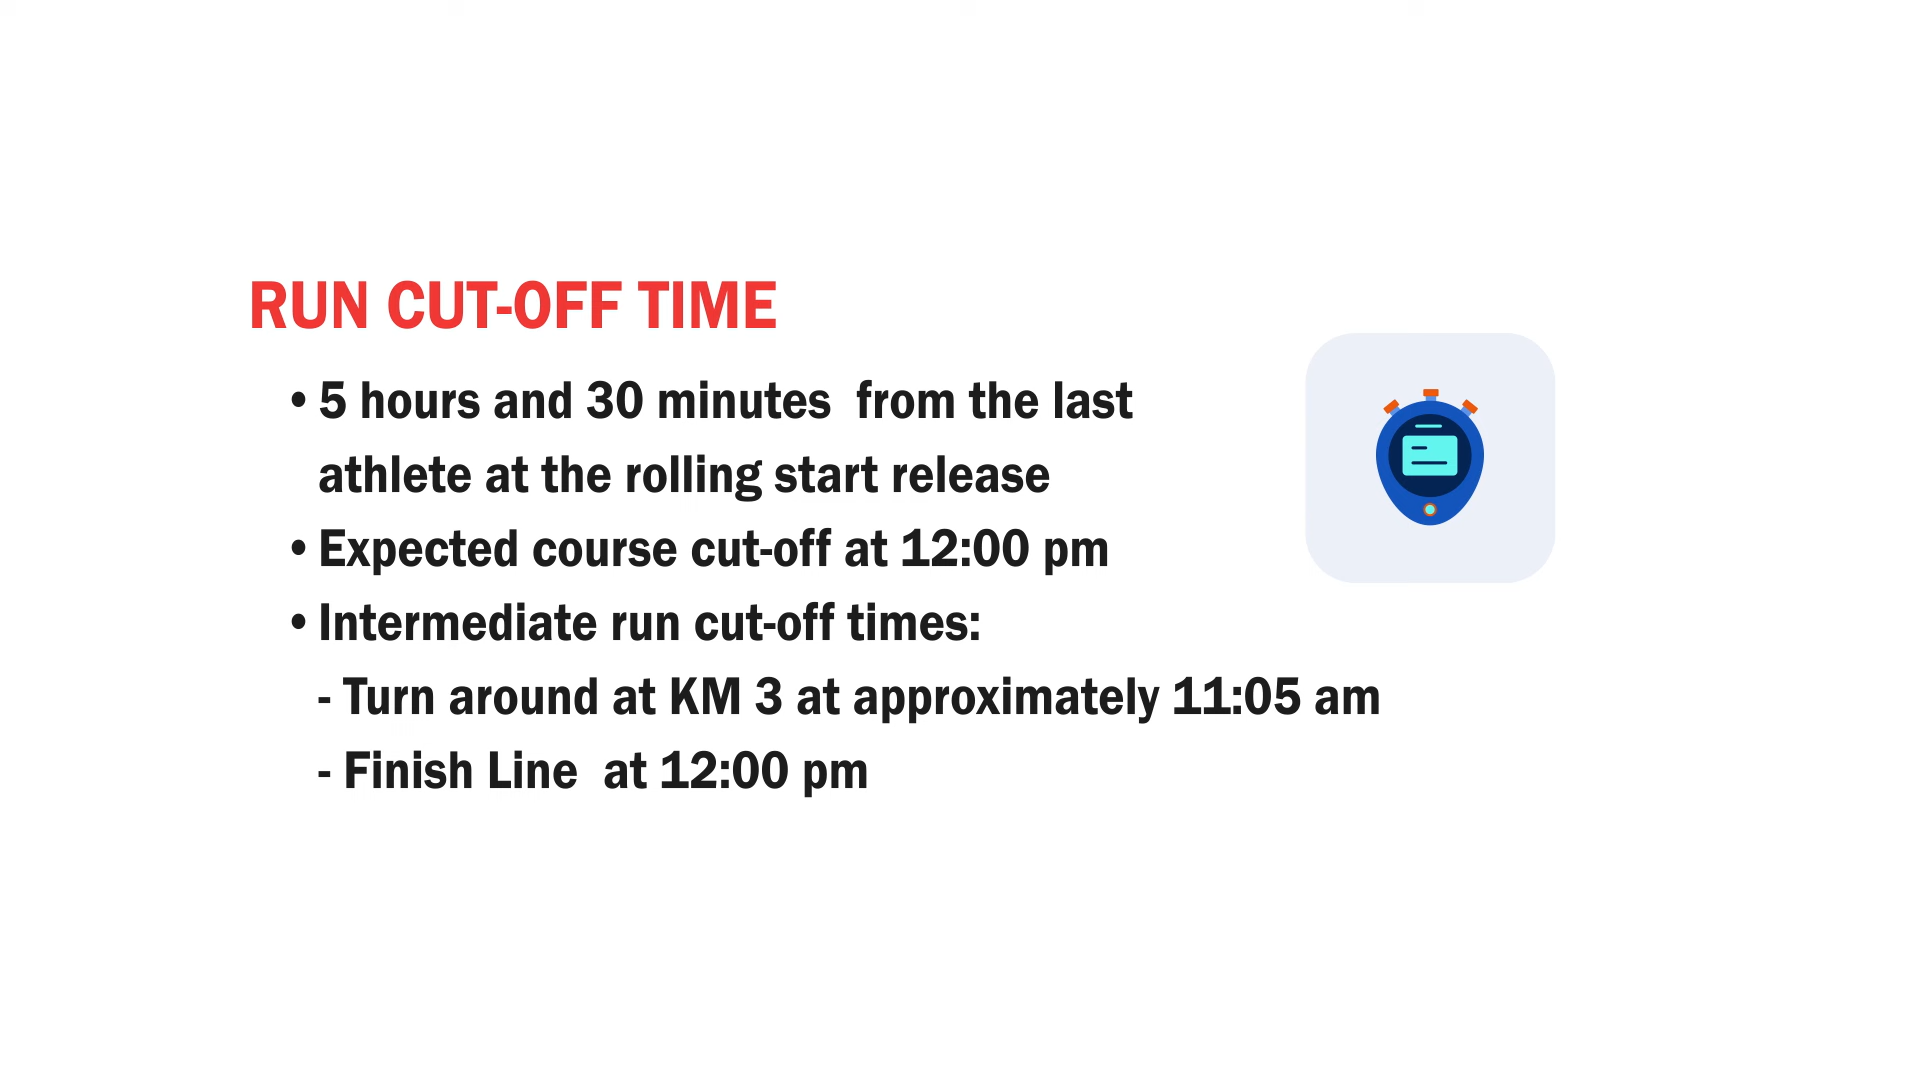 RUN CUT-OFF TIME
• 5 hours and 30 minutes  from the last
athlete at the rolling start release
• Expected course cut-off at 12:00 pm
• Intermediate run cut-off times:
- Turn around at KM 3 at approximately 11:05 am
- Finish Line  at 12:00 pm